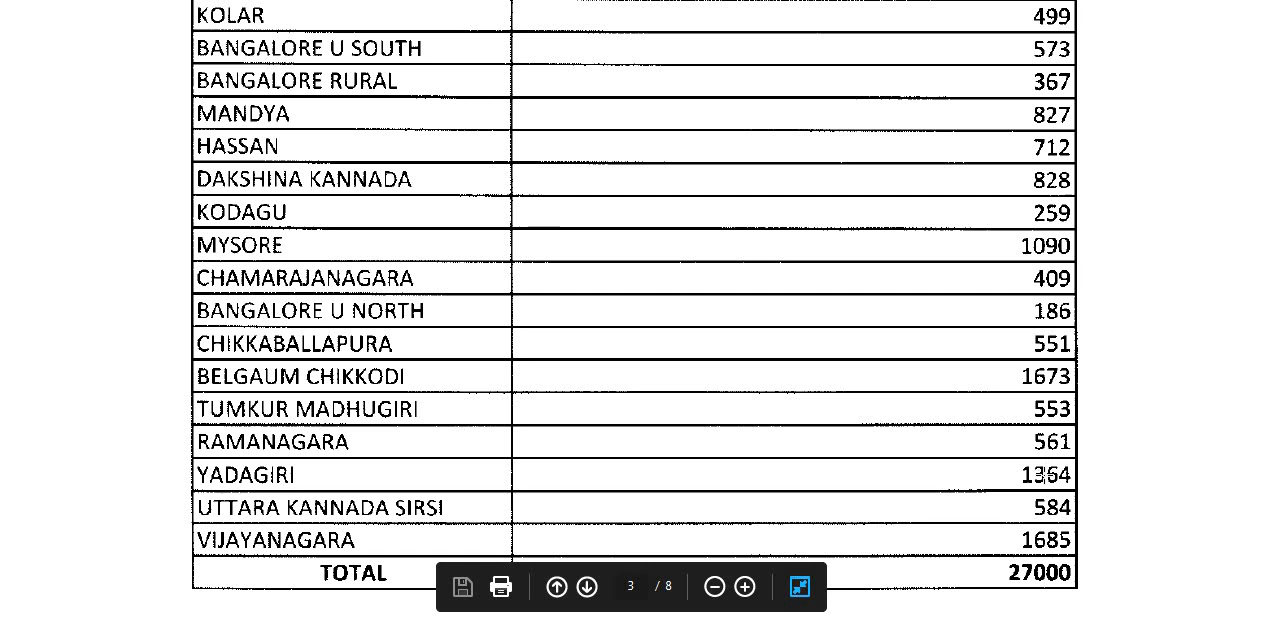 KOLAR 499
BANGALORE U SOUTH 573
BANGALORE RURAL 367
MANDYA 827
HASSAN 712
DAKSHINA KANNADA 828
KODAGU 259
MYSORE 1090
CHAMARAJANAGARA 409
BANGALORE U NORTH 186
CHIKKABALLAPURA 551
BELGAUM CHIKKODI 1673
TUMKUR MADHUGIRI 553
RAMANAGARA 561
YADAGIRI 1364
UTTARA KANNADA SIRSI 584
VIJAYANAGARA 1685
TOTAL 27000
3 / 8